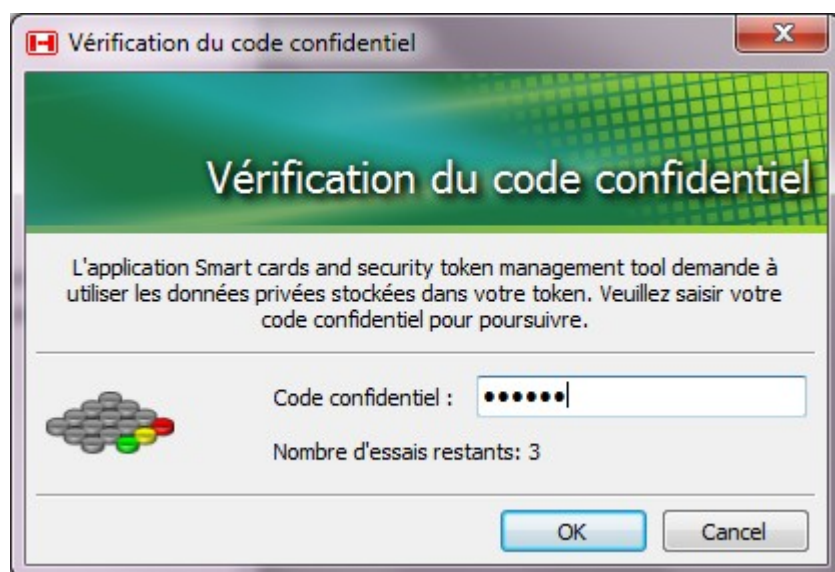 Vérification du code confidentiel
Vérification du code confidentiel
L'application Smart cards and security token management tool demande à
utiliser les données privées stockées dans votre token. Veuillez saisir votre
code confidentiel pour poursuivre.
Code confidentiel : ●●●●●●
Nombre d'essais restants: 3
OK Cancel